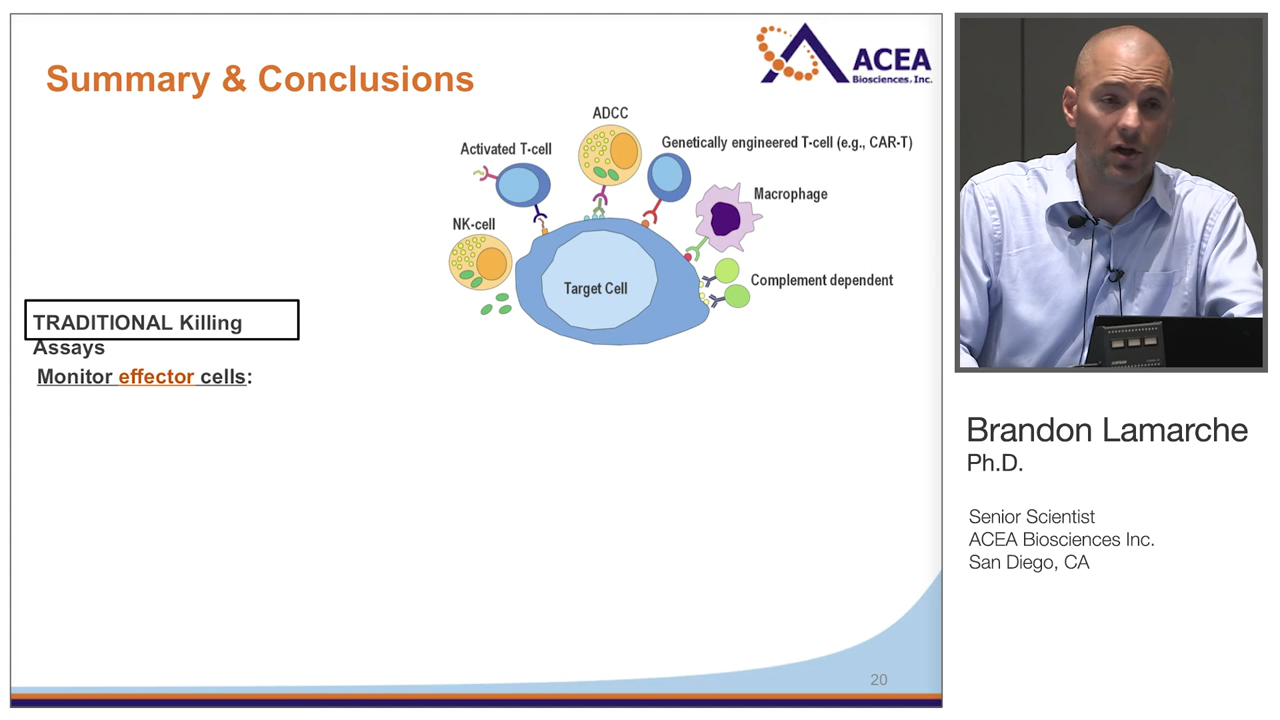 Summary & Conclusions
ACEA
Biosciences, Inc.
ADCC
Activated T-cell
Genetically engineered T-cell (e.g., CAR-T)
Macrophage
NK-cell
Complement dependent
Target Cell
TRADITIONAL Killing
Assays
Monitor effector cells:
20
Brandon Lamarche
Ph.D.
Senior Scientist
ACEA Biosciences Inc.
San Diego, CA